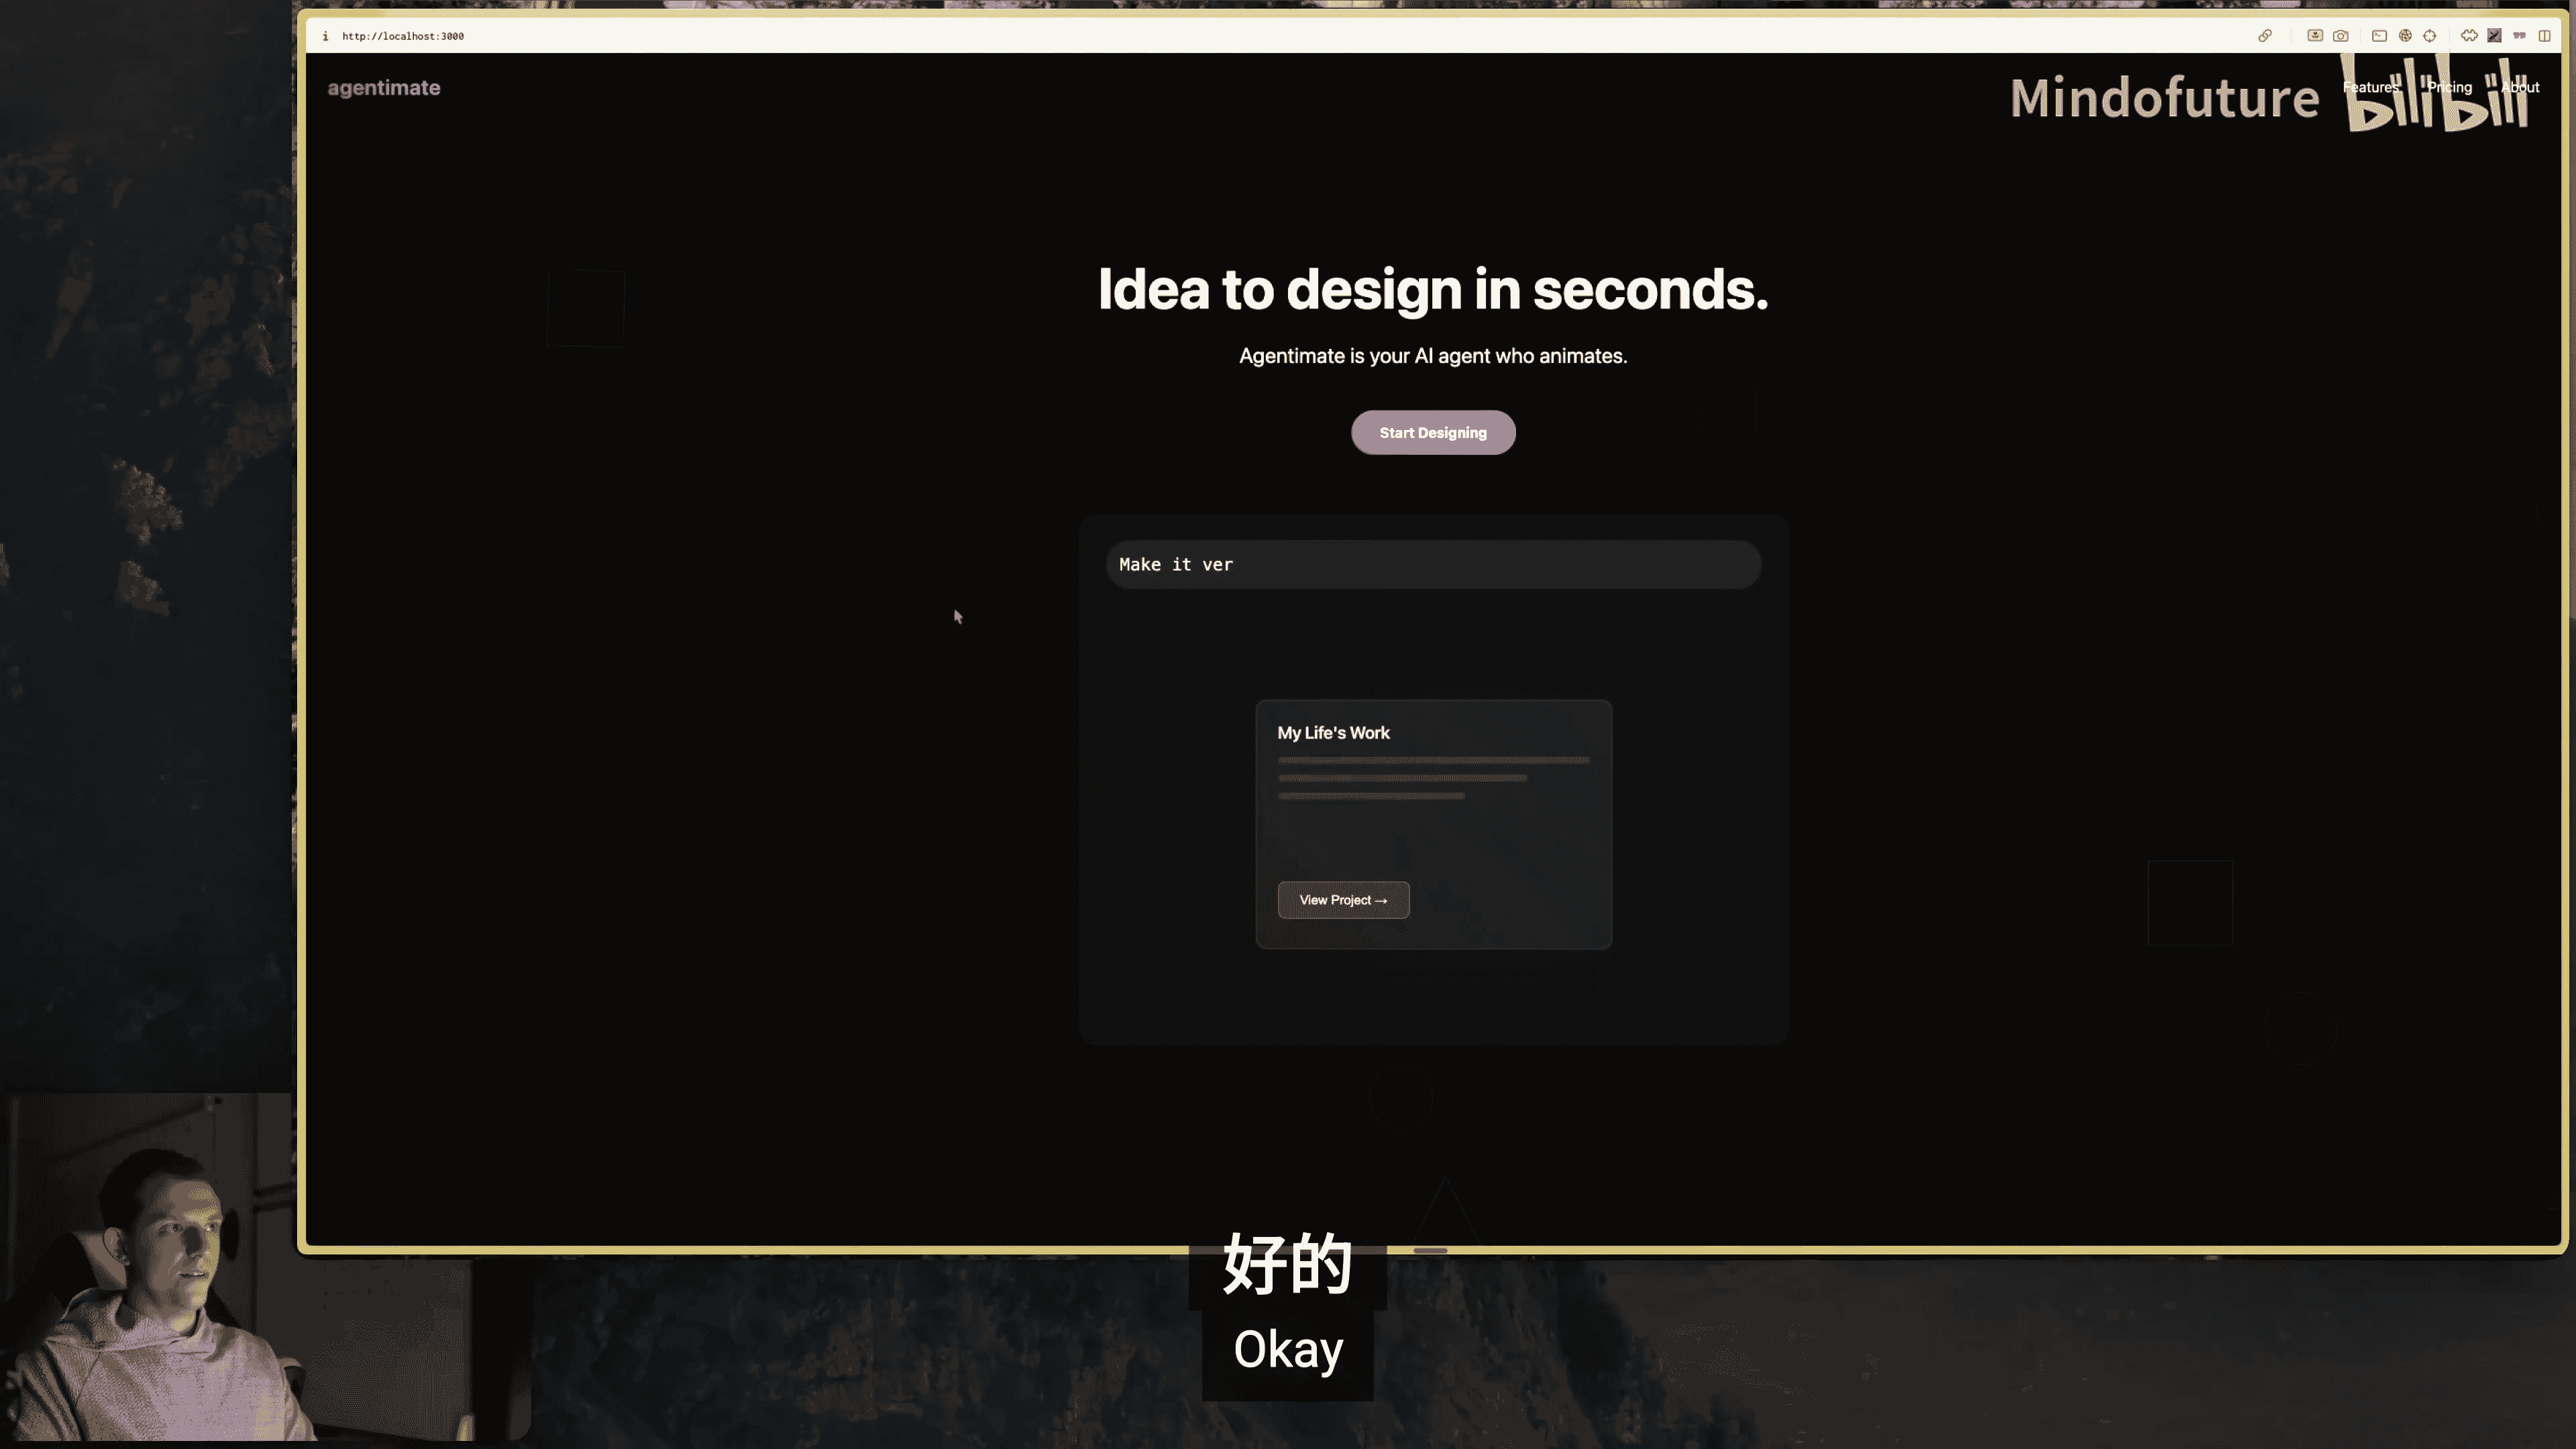 i http://localhost:3000
agentimate
Mindofuture bilibili
Features Pricing About
Idea to design in seconds.
Agentimate is your AI agent who animates.
Start Designing
Make it ver
My Life's Work
View Project →
好的
Okay